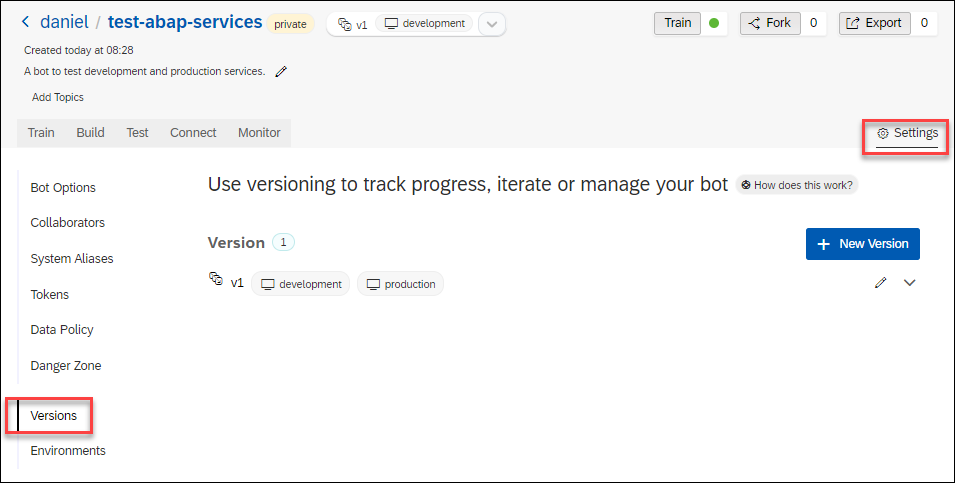 daniel / test-abap-services private v1 development Train Fork 0 Export 0
Created today at 08:28
A bot to test development and production services.
Add Topics
Train Build Test Connect Monitor Settings
Bot Options
Collaborators
System Aliases
Tokens
Data Policy
Danger Zone
Versions
Environments
Use versioning to track progress, iterate or manage your bot How does this work?
Version 1 + New Version
v1 development production